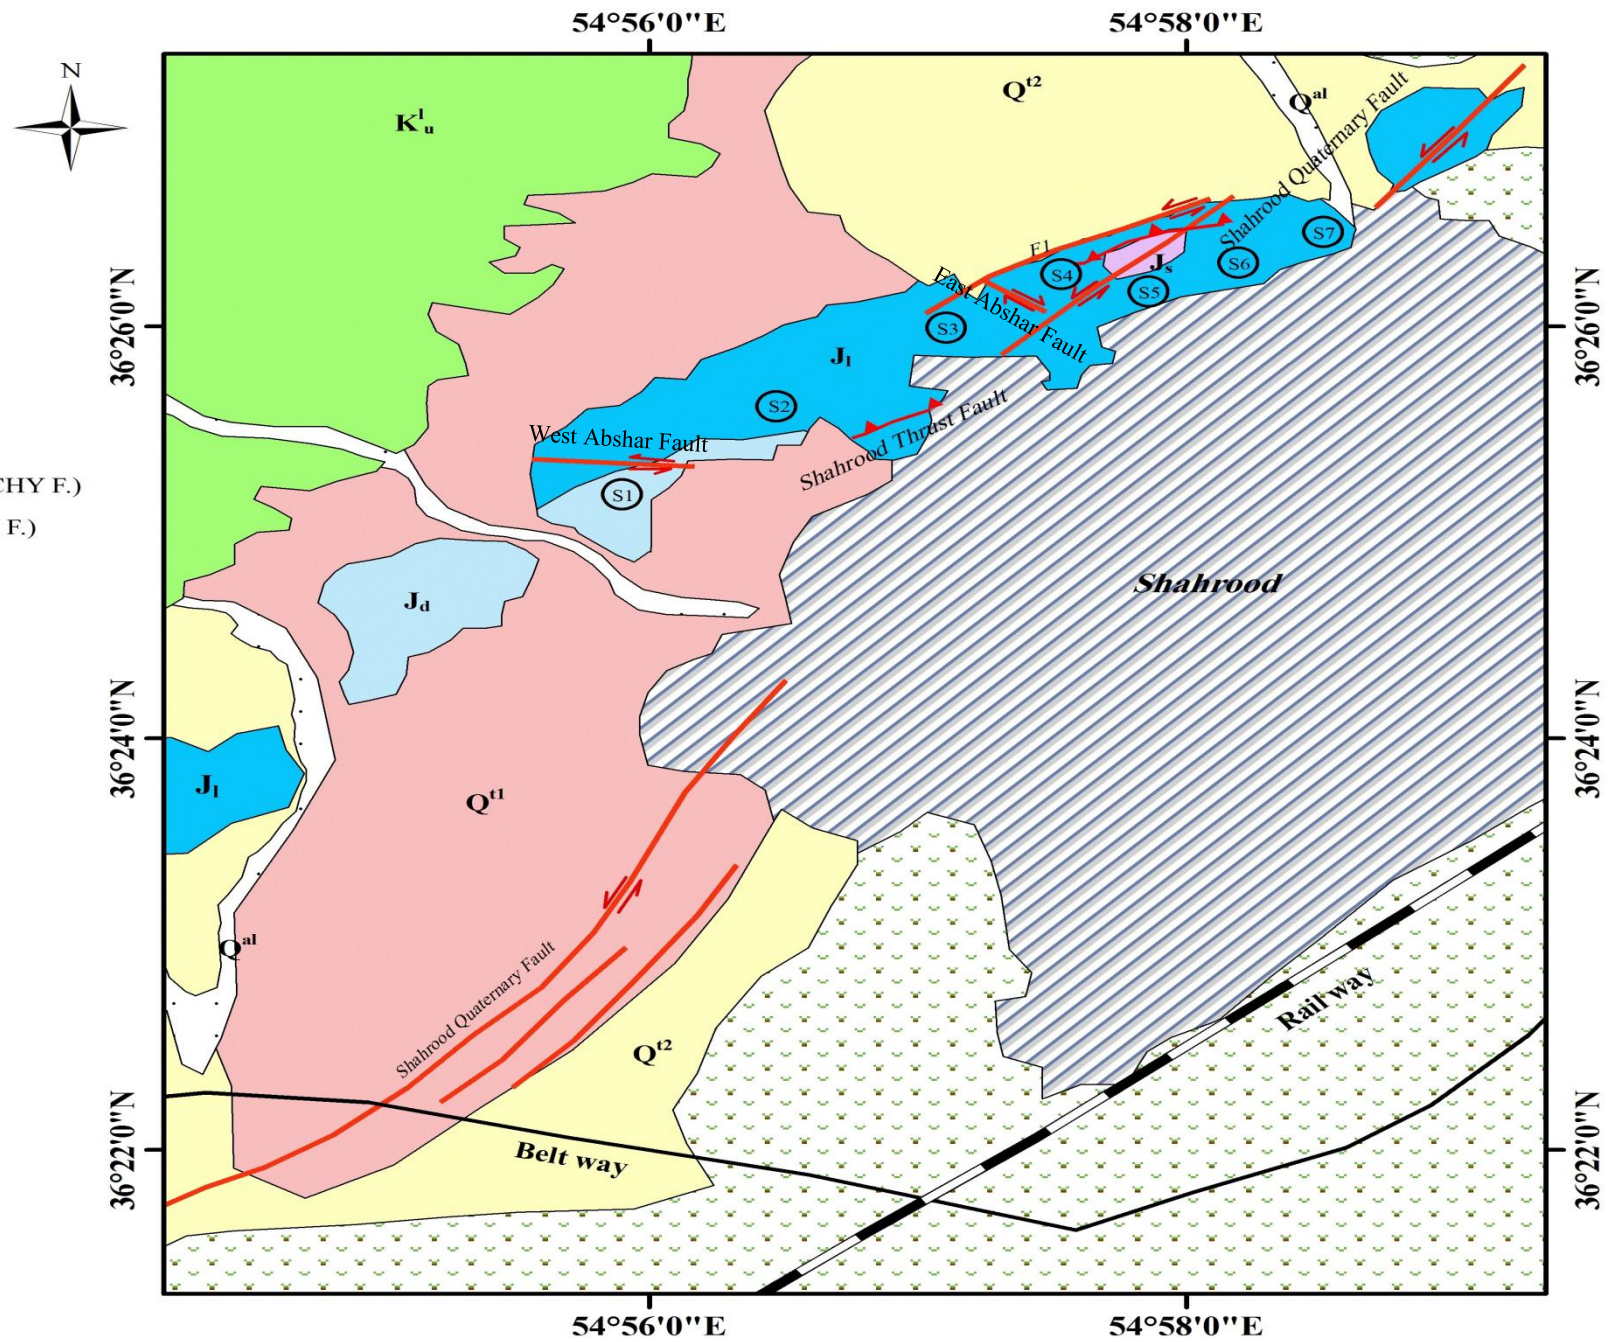 54°56'0"E
54°58'0"E
N
K^l_u
Q^t2
Q^al
Shahrood Quaternary Fault
F1
S7
S4
J_s
S6
S5
East Abshar Fault
S3
36°26'0"N
36°26'0"N
J_l
S2
West Abshar Fault
Shahrood Thrust Fault
S1
CHY F.)
F.)
Shahrood
J_d
36°24'0"N
36°24'0"N
J_l
Q^t1
Q^al
Shahrood Quaternary Fault
Rail way
Q^t2
36°22'0"N
36°22'0"N
Belt way
54°56'0"E
54°58'0"E